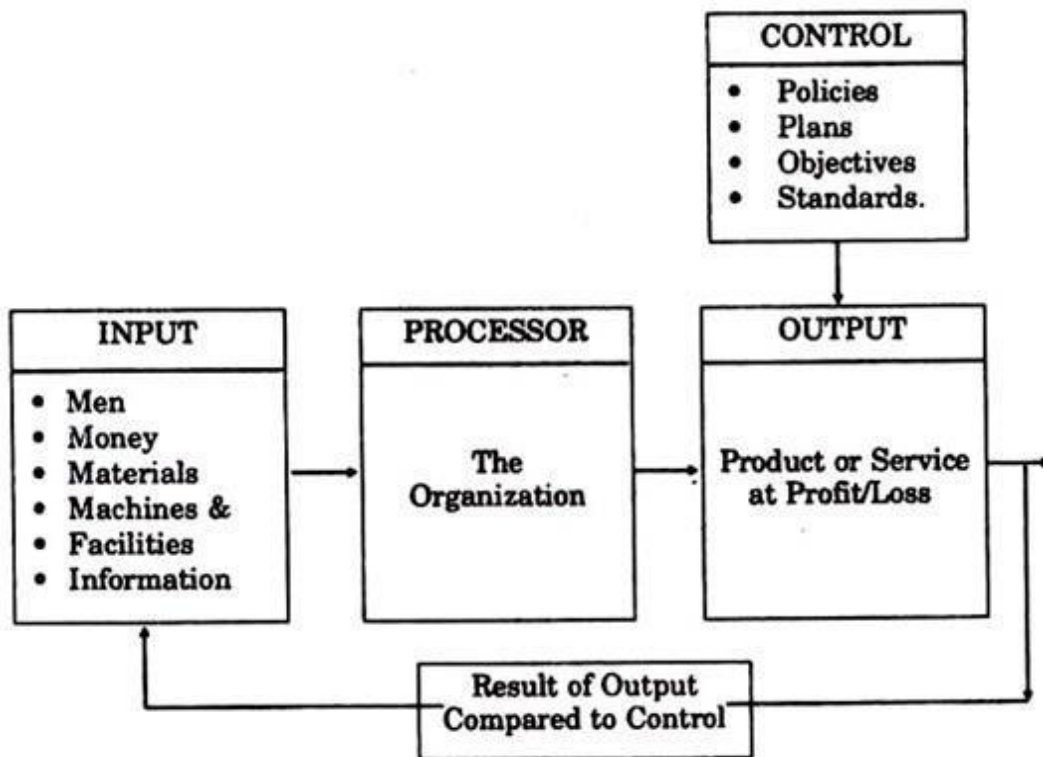 CONTROL
• Policies
• Plans
• Objectives
• Standards.
INPUT
• Men
• Money
• Materials
• Machines &
• Facilities
• Information
PROCESSOR
The
Organization
OUTPUT
Product or Service
at Profit/Loss
Result of Output
Compared to Control